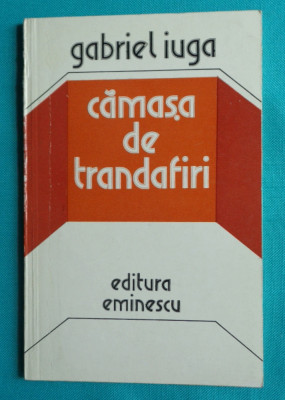 gabriel iuga
cămașa
de
trandafiri
editura
eminescu